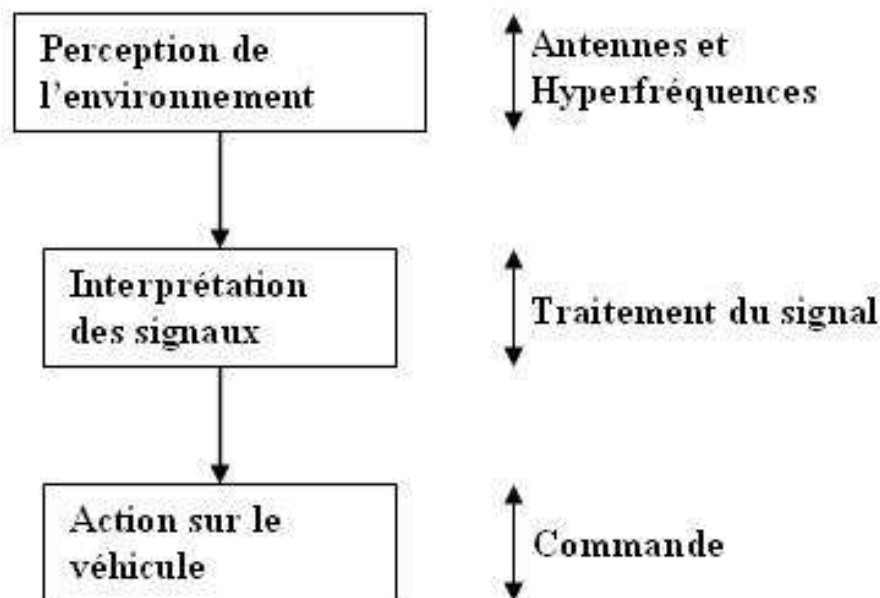 Perception de
l'environnement
Antennes et
Hyperfréquences
Interprétation
des signaux
Traitement du signal
Action sur le
véhicule
Commande